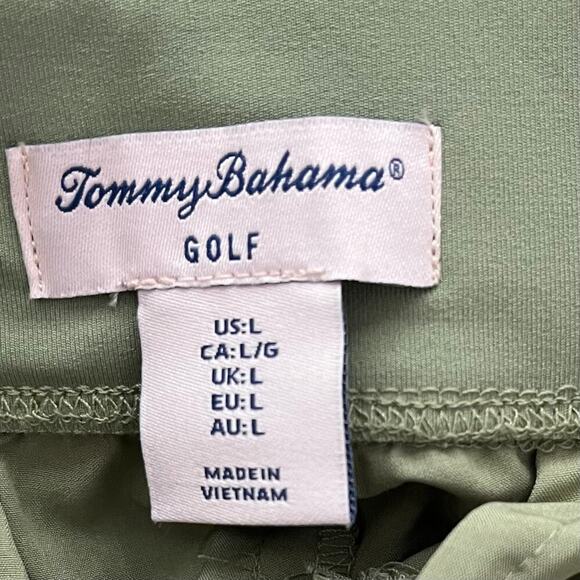 Tommy Bahama®
GOLF
US:L
CA:L/G
UK:L
EU:L
AU:L
MADE IN
VIETNAM